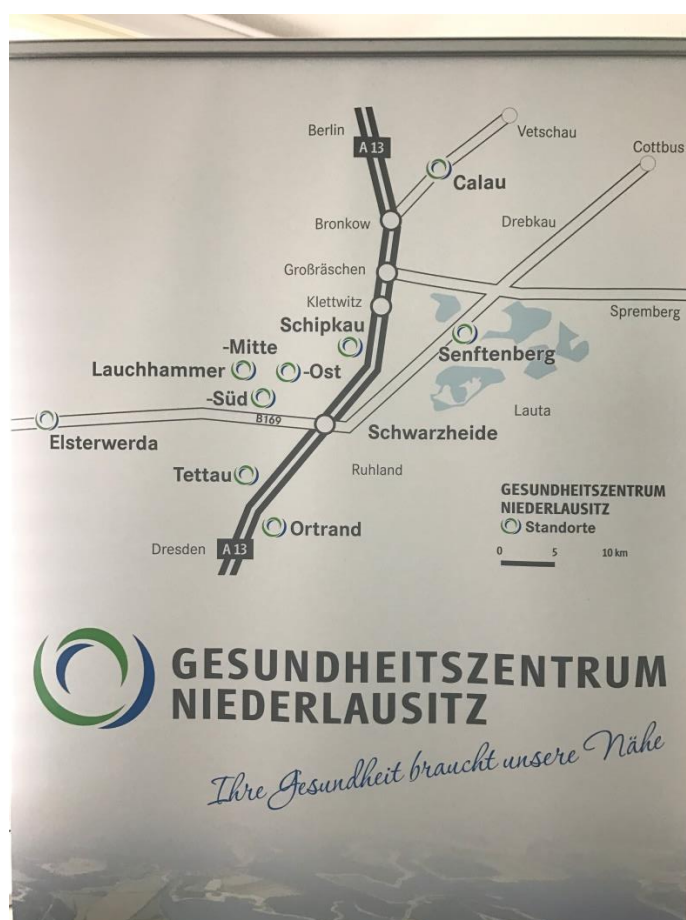 Berlin
A 13
Vetschau
Cottbus
Calau
Bronkow
Drebkau
Großräschen
Klettwitz
Spremberg
Schipkau
-Mitte
Senftenberg
Lauchhammer
-Ost
-Süd
Lauta
B169
Elsterwerda
Schwarzheide
Tettau
Ruhland
GESUNDHEITSZENTRUM
NIEDERLAUSITZ
Standorte
Ortrand
Dresden
A 13
0 5 10 km
GESUNDHEITSZENTRUM
NIEDERLAUSITZ
Ihre Gesundheit braucht unsere Nähe